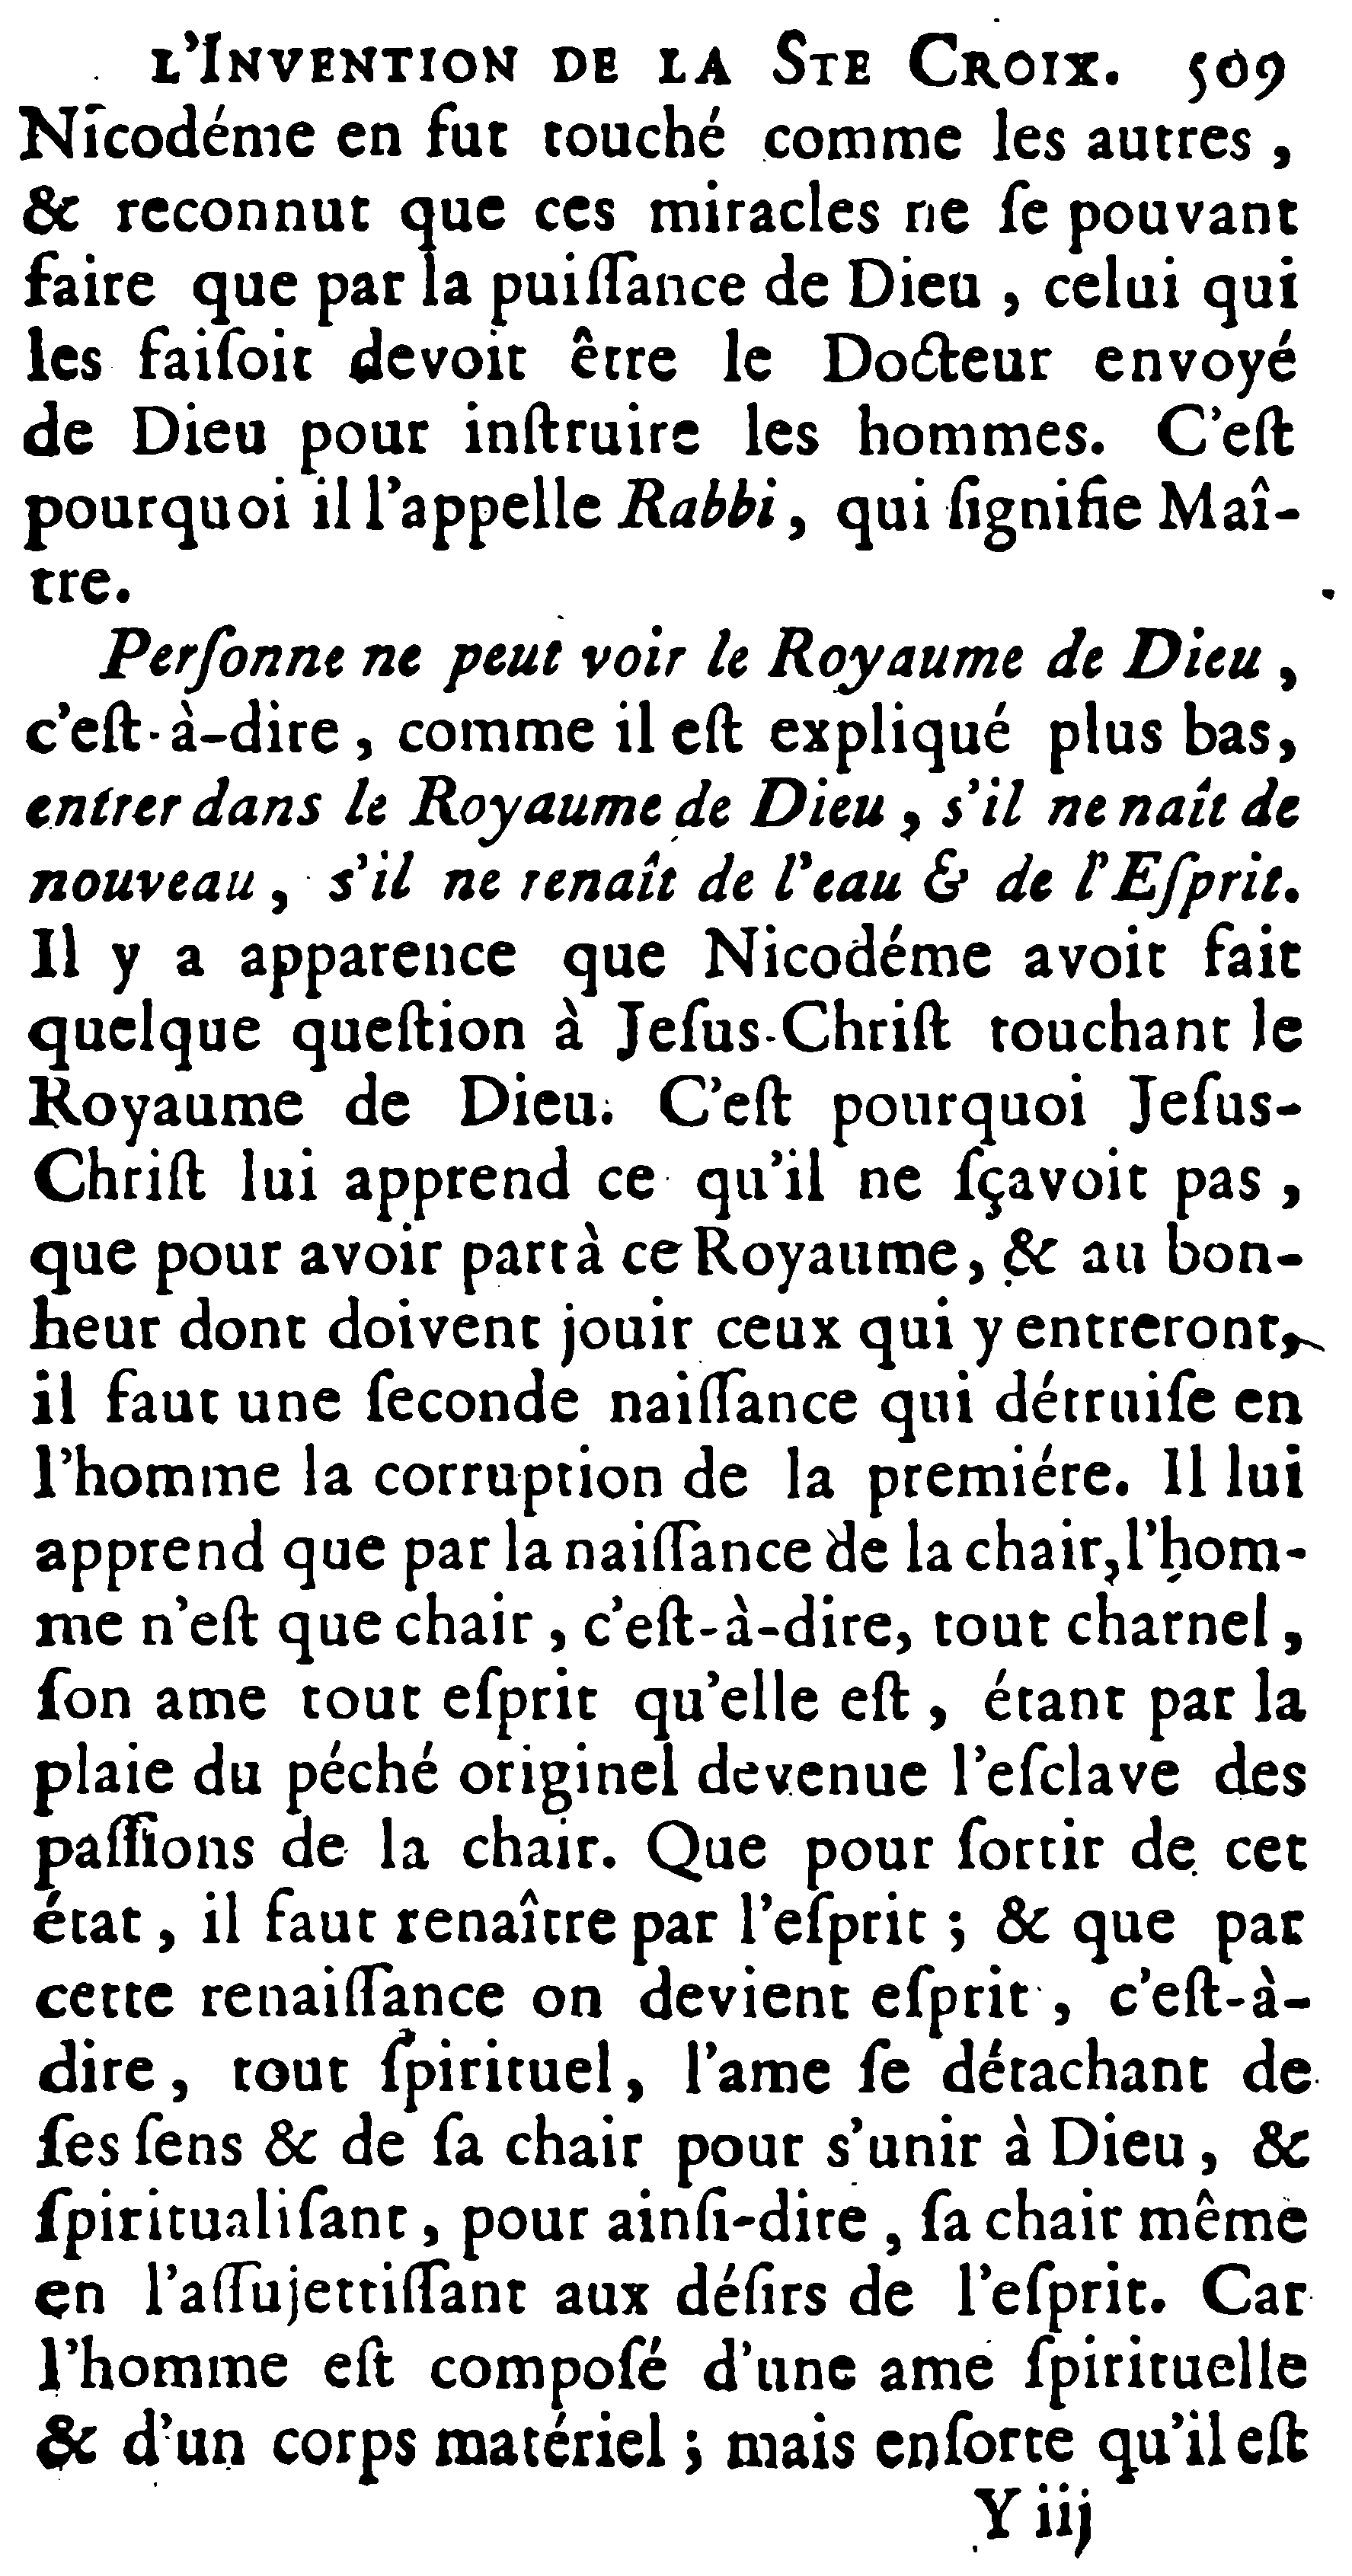 L'INVENTION DE LA STE CROIX. 509
Nicodéme en fut touché comme les autres ,
& reconnut que ces miracles ne ſe pouvant
faire que par la puiſſance de Dieu , celui qui
les faiſoit devoit être le Docteur envoyé
de Dieu pour inſtruire les hommes. C'eſt
pourquoi il l'appelle Rabbi, qui ſignifie Maî-
tre.
Perſonne ne peut voir le Royaume de Dieu ,
c'eſt-à-dire , comme il eſt expliqué plus bas,
entrer dans le Royaume de Dieu , s'il ne naît de
nouveau , s'il ne renaît de l'eau & de l'Eſprit.
Il y a apparence que Nicodéme avoit fait
quelque queſtion à Jeſus-Chriſt touchant le
Royaume de Dieu. C'eſt pourquoi Jeſus-
Chriſt lui apprend ce qu'il ne ſçavoit pas ,
que pour avoir part à ce Royaume, & au bon-
heur dont doivent jouir ceux qui y entreront,
il faut une ſeconde naiſſance qui détruiſe en
l'homme la corruption de la premiére. Il lui
apprend que par la naiſſance de la chair, l'hom-
me n'eſt que chair , c'eſt-à-dire, tout charnel ,
ſon ame tout eſprit qu'elle eſt , étant par la
plaie du péché originel devenue l'eſclave des
paſſions de la chair. Que pour ſortir de cet
état , il faut renaître par l'eſprit ; & que par
cette renaiſſance on devient eſprit , c'eſt-à-
dire, tout ſpirituel, l'ame ſe détachant de
ſes ſens & de ſa chair pour s'unir à Dieu, &
ſpiritualiſant , pour ainſi-dire , ſa chair même
en l'aſſujettiſſant aux déſirs de l'eſprit. Car
l'homme eſt compoſé d'une ame ſpirituelle
& d'un corps matériel ; mais enſorte qu'il eſt
Y iij